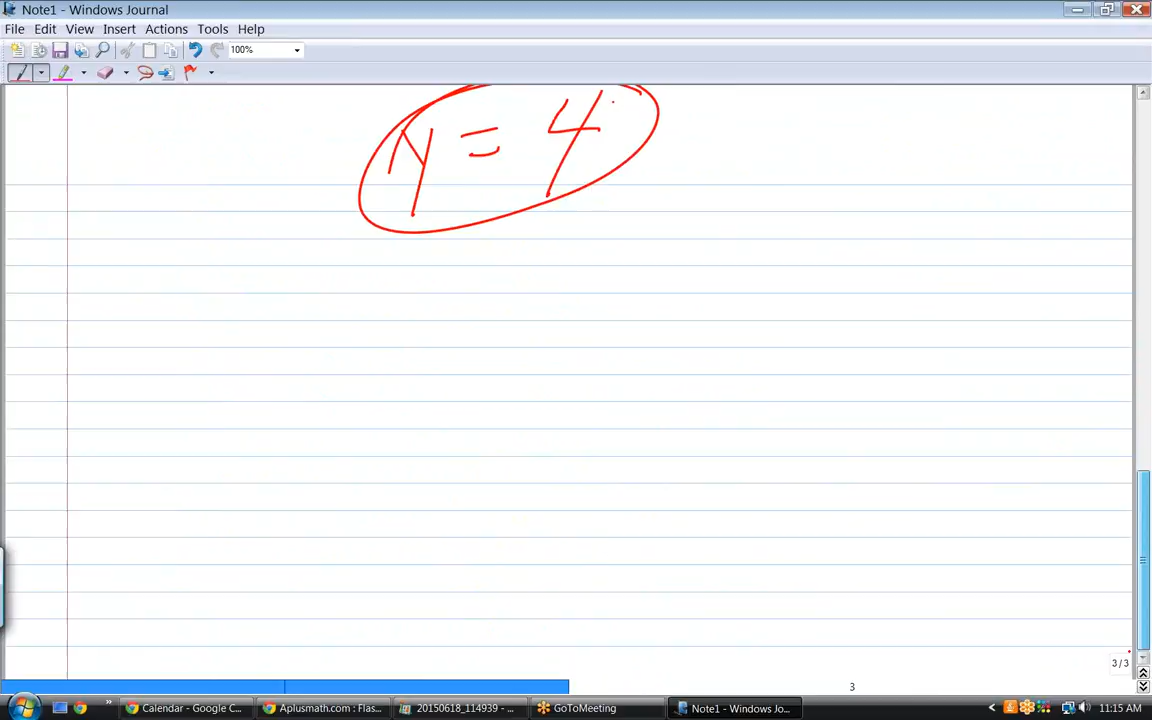 Note1 - Windows Journal
File Edit View Insert Actions Tools Help
100%
y = 4
3 / 3
3
Calendar - Google C...
Aplusmath.com : Flas...
20150618_114939 - ...
GoToMeeting
Note1 - Windows Jo...
11:15 AM